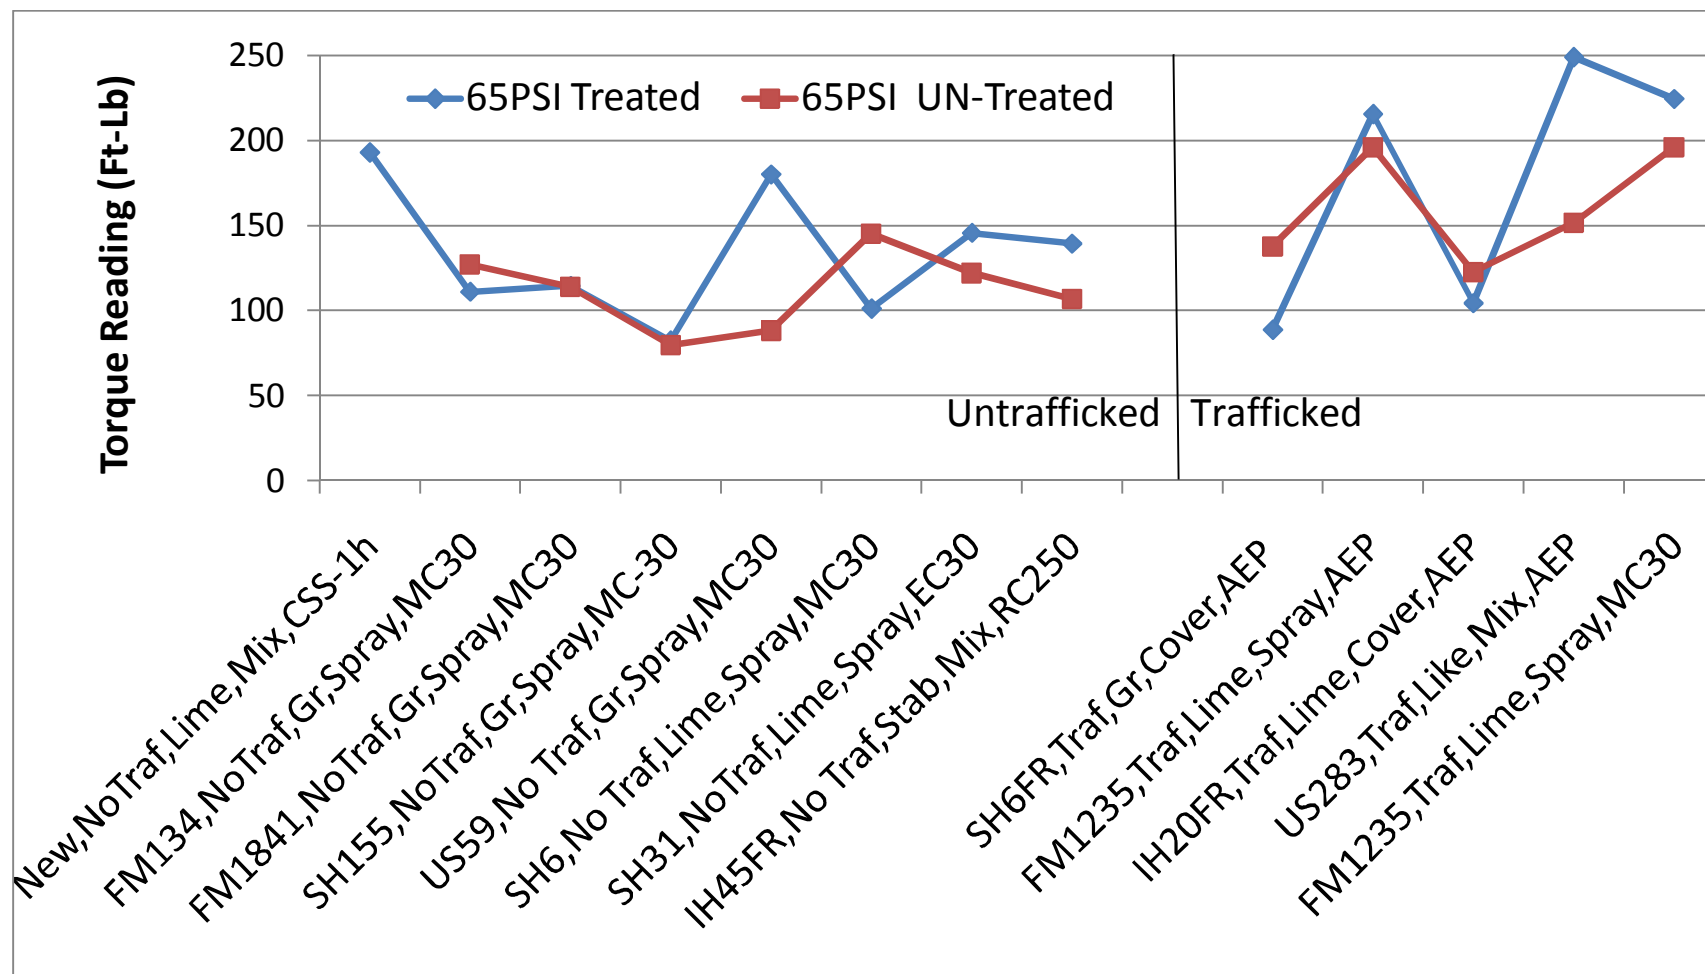 Torque Reading (Ft-Lb)
250
200
150
100
50
0
65PSI Treated
65PSI  UN-Treated
Untrafficked
Trafficked
New,NoTraf,Lime,Mix,CSS-1h
FM134,NoTraf,Gr,Spray,MC30
FM1841,NoTraf,Gr,Spray,MC30
SH155,NoTraf,Gr,Spray,MC-30
US59,No Traf,Gr,Spray,MC30
SH6,No Traf,Lime,Spray,MC30
SH31,NoTraf,Lime,Spray,EC30
IH45FR,No Traf,Stab,Mix,RC250
SH6FR,Traf,Gr,Cover,AEP
FM1235,Traf,Lime,Spray,AEP
IH20FR,Traf,Lime,Cover,AEP
US283,Traf,Like,Mix,AEP
FM1235,Traf,Lime,Spray,MC30